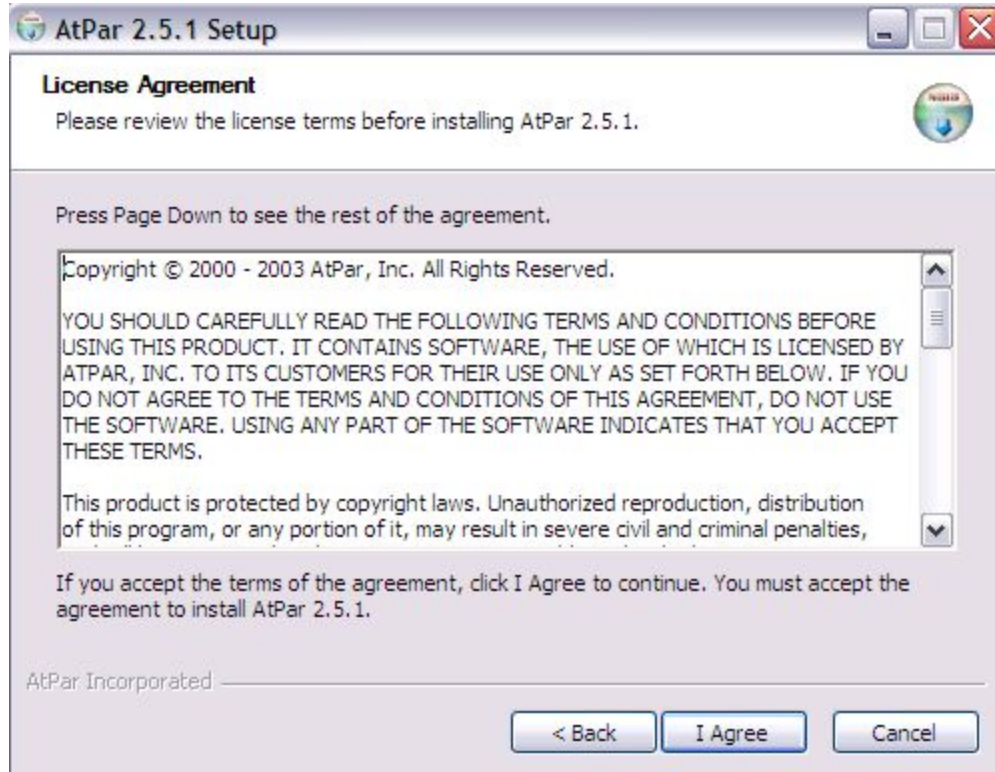 AtPar 2.5.1 Setup
License Agreement
Please review the license terms before installing AtPar 2.5.1.
Press Page Down to see the rest of the agreement.
Copyright © 2000 - 2003 AtPar, Inc. All Rights Reserved.
YOU SHOULD CAREFULLY READ THE FOLLOWING TERMS AND CONDITIONS BEFORE
USING THIS PRODUCT. IT CONTAINS SOFTWARE, THE USE OF WHICH IS LICENSED BY
ATPAR, INC. TO ITS CUSTOMERS FOR THEIR USE ONLY AS SET FORTH BELOW. IF YOU
DO NOT AGREE TO THE TERMS AND CONDITIONS OF THIS AGREEMENT, DO NOT USE
THE SOFTWARE. USING ANY PART OF THE SOFTWARE INDICATES THAT YOU ACCEPT
THESE TERMS.
This product is protected by copyright laws. Unauthorized reproduction, distribution
of this program, or any portion of it, may result in severe civil and criminal penalties,
If you accept the terms of the agreement, click I Agree to continue. You must accept the
agreement to install AtPar 2.5.1.
AtPar Incorporated
< Back I Agree Cancel